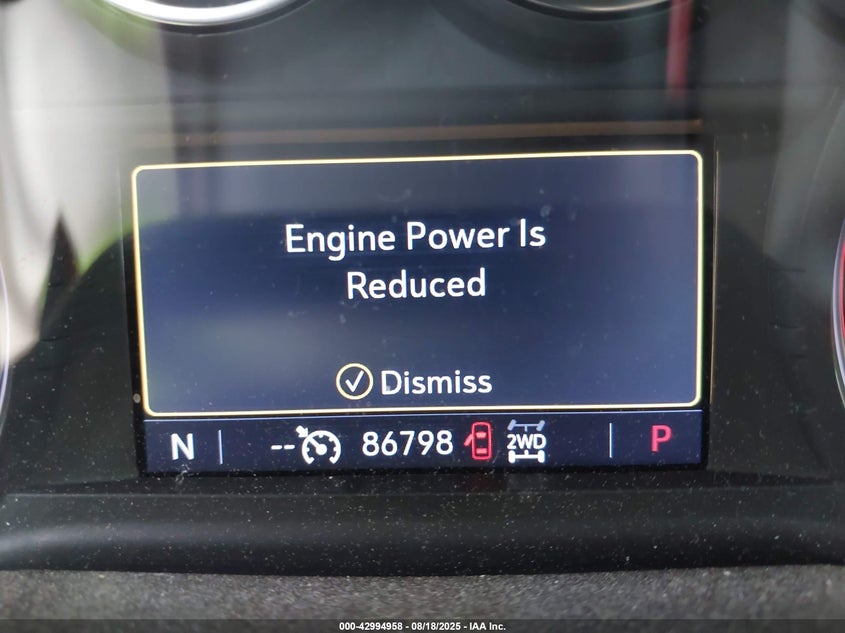 Engine Power Is
Reduced
Dismiss
N -- 86798 2WD P
000-42994958 - 08/18/2025 - IAA Inc.